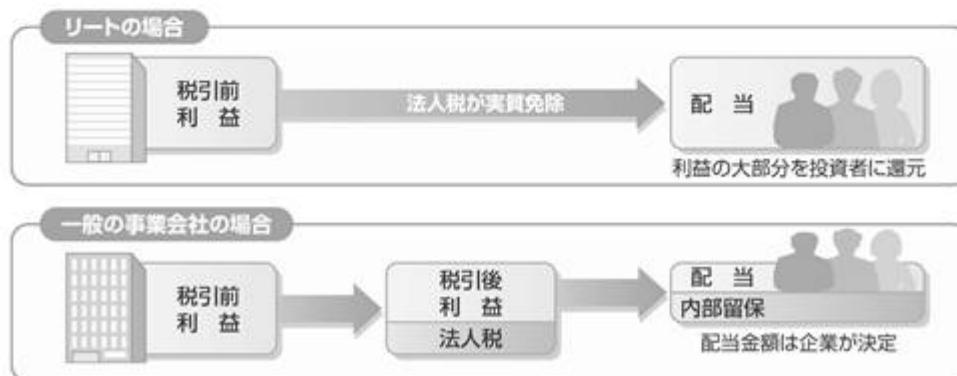 リートの場合
税引前
利　益
法人税が実質免除
配　当
利益の大部分を投資者に還元
一般の事業会社の場合
税引前
利　益
税引後
利　益
法人税
配　当
内部留保
配当金額は企業が決定